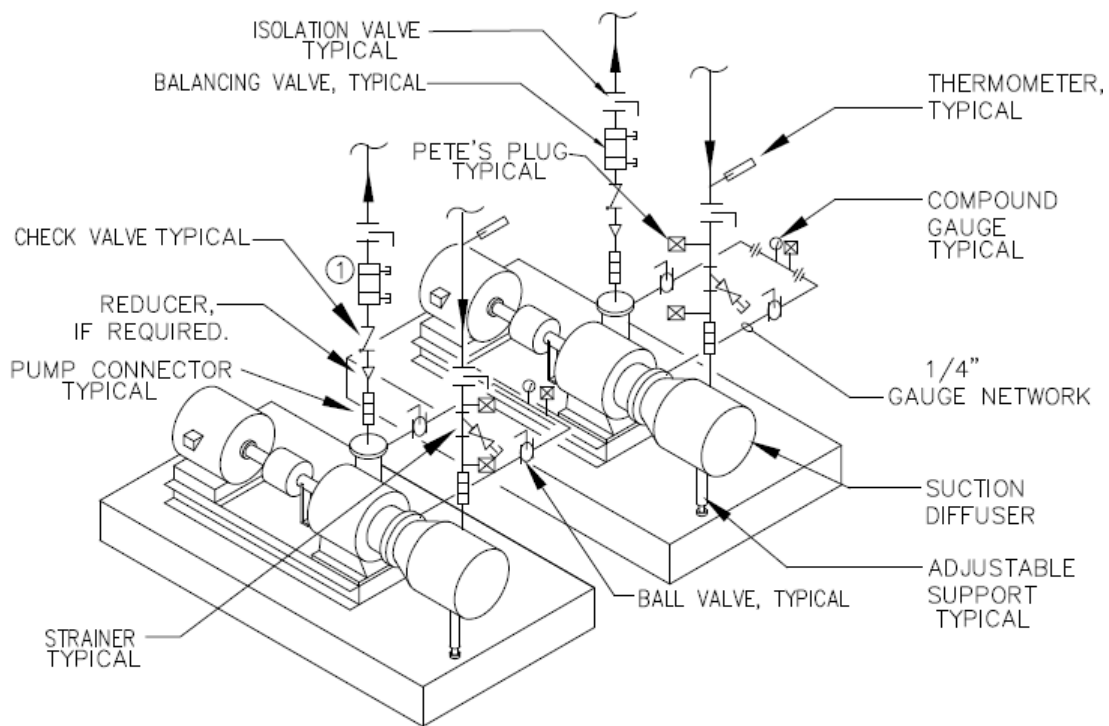 ISOLATION VALVE
TYPICAL
BALANCING VALVE, TYPICAL
THERMOMETER,
TYPICAL
PETE'S PLUG
TYPICAL
COMPOUND
GAUGE
TYPICAL
CHECK VALVE TYPICAL
1
REDUCER,
IF REQUIRED.
PUMP CONNECTOR
TYPICAL
1/4"
GAUGE NETWORK
SUCTION
DIFFUSER
ADJUSTABLE
SUPPORT
TYPICAL
BALL VALVE, TYPICAL
STRAINER
TYPICAL